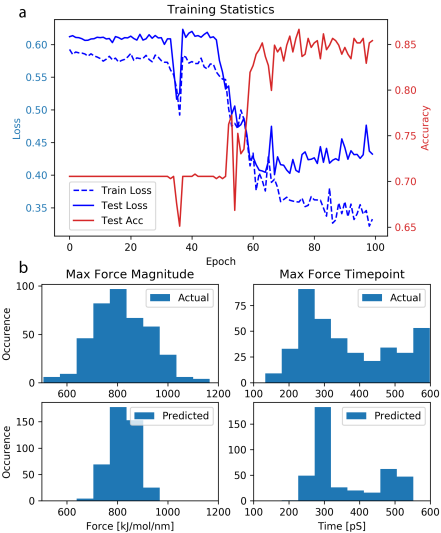 a
Training Statistics
0.60
0.55
0.50
0.45
0.40
0.35
Loss
0.85
0.80
0.75
0.70
0.65
Accuracy
Train Loss
Test Loss
Test Acc
0 20 40 60 80 100
Epoch
b
Max Force Magnitude
Max Force Timepoint
100
50
0
Occurence
Actual
600 800 1000 1200
75
50
25
0
Actual
100 200 300 400 500 600
150
100
50
0
Occurence
Predicted
600 800 1000 1200
Force [kJ/mol/nm]
150
100
50
0
Predicted
100 200 300 400 500 600
Time [pS]